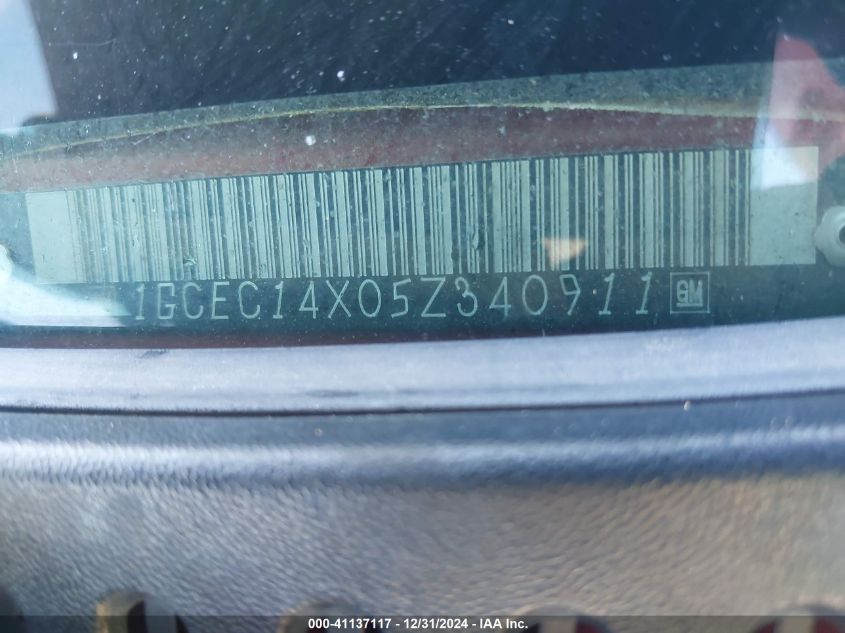 1GCEC14X05Z340911 GM
000-41137117 • 12/31/2024 - IAA Inc.